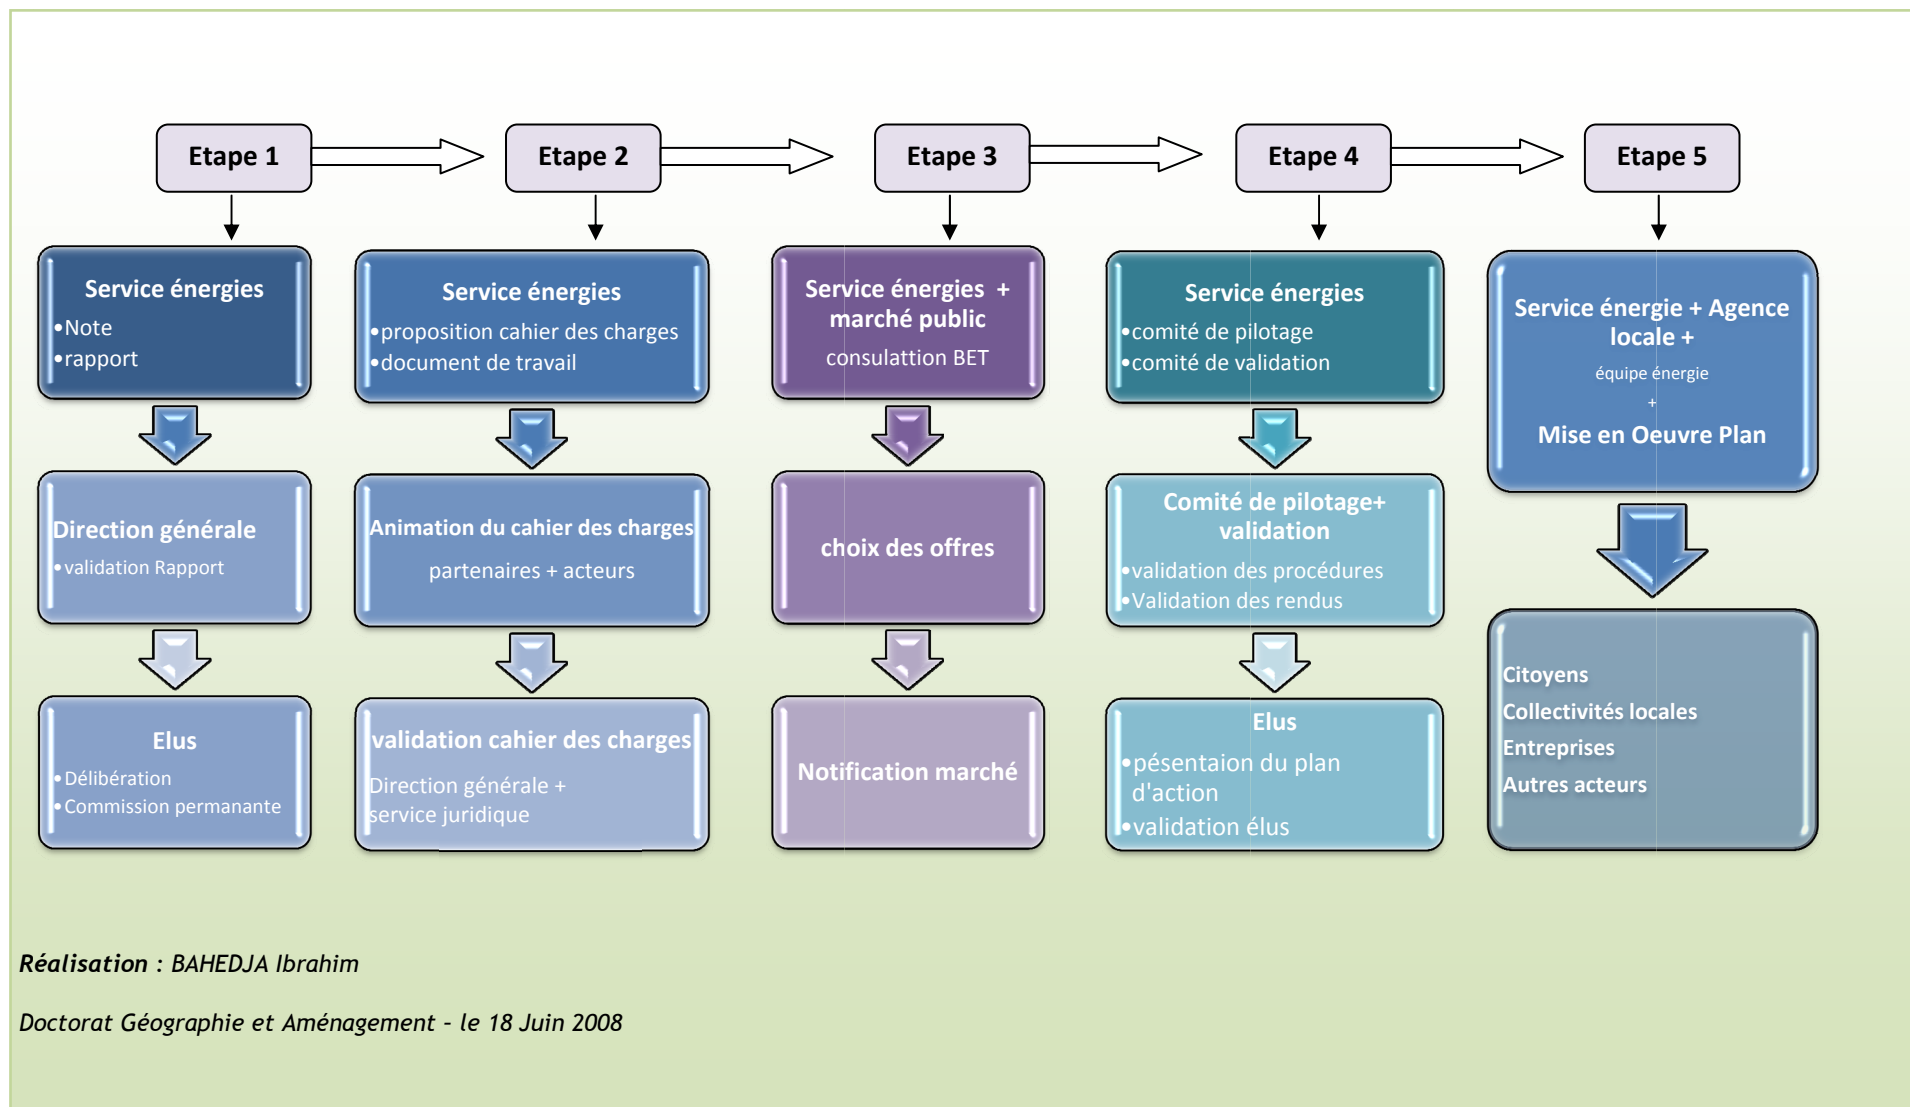 Etape 1
Etape 2
Etape 3
Etape 4
Etape 5
Service énergies
•Note
•rapport
Direction générale
•validation Rapport
Elus
•Délibération
•Commission permanante
Service énergies
•proposition cahier des charges
•document de travail
Animation du cahier des charges
partenaires + acteurs
validation cahier des charges
Direction générale +
service juridique
Service énergies +
marché public
consulattion BET
choix des offres
Notification marché
Service énergies
•comité de pilotage
•comité de validation
Comité de pilotage+
validation
•validation des procédures
•Validation des rendus
Elus
•pésentaion du plan
d'action
•validation élus
Service énergie + Agence
locale +
équipe énergie
+
Mise en Oeuvre Plan
Citoyens
Collectivités locales
Entreprises
Autres acteurs
Réalisation : BAHEDJA Ibrahim
Doctorat Géographie et Aménagement – le 18 Juin 2008